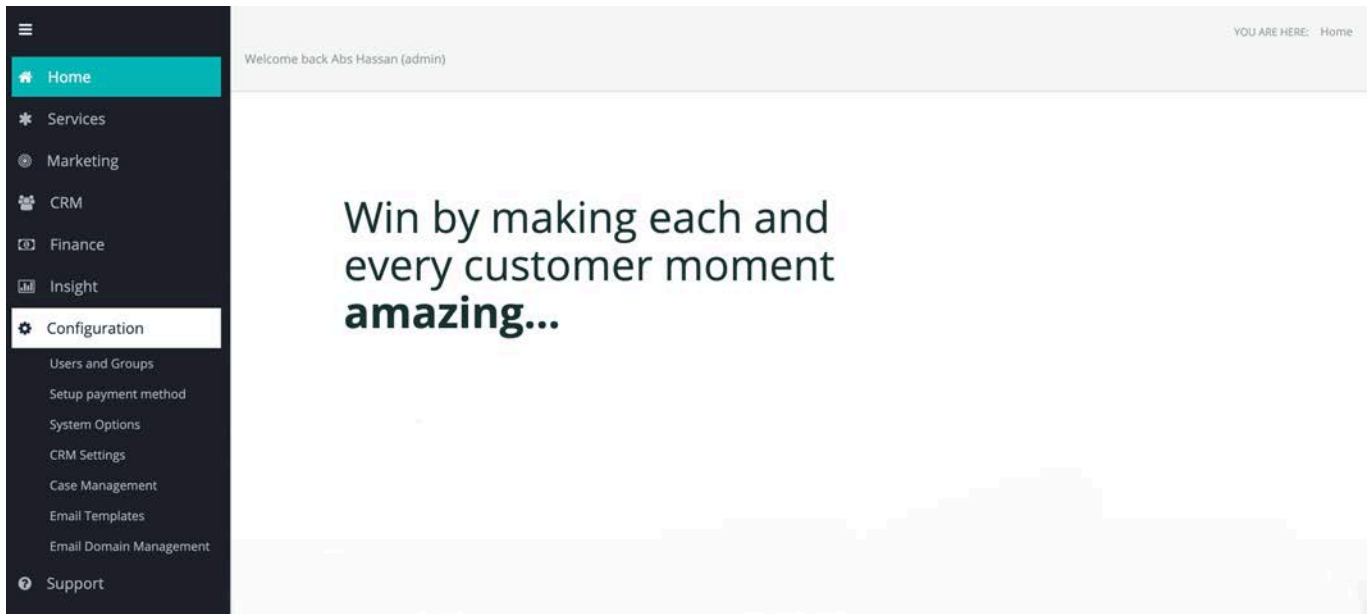 YOU ARE HERE: Home
Welcome back Abs Hassan (admin)
Home
Services
Marketing
CRM
Finance
Insight
Configuration
Users and Groups
Setup payment method
System Options
CRM Settings
Case Management
Email Templates
Email Domain Management
Support
Win by making each and
every customer moment
amazing...